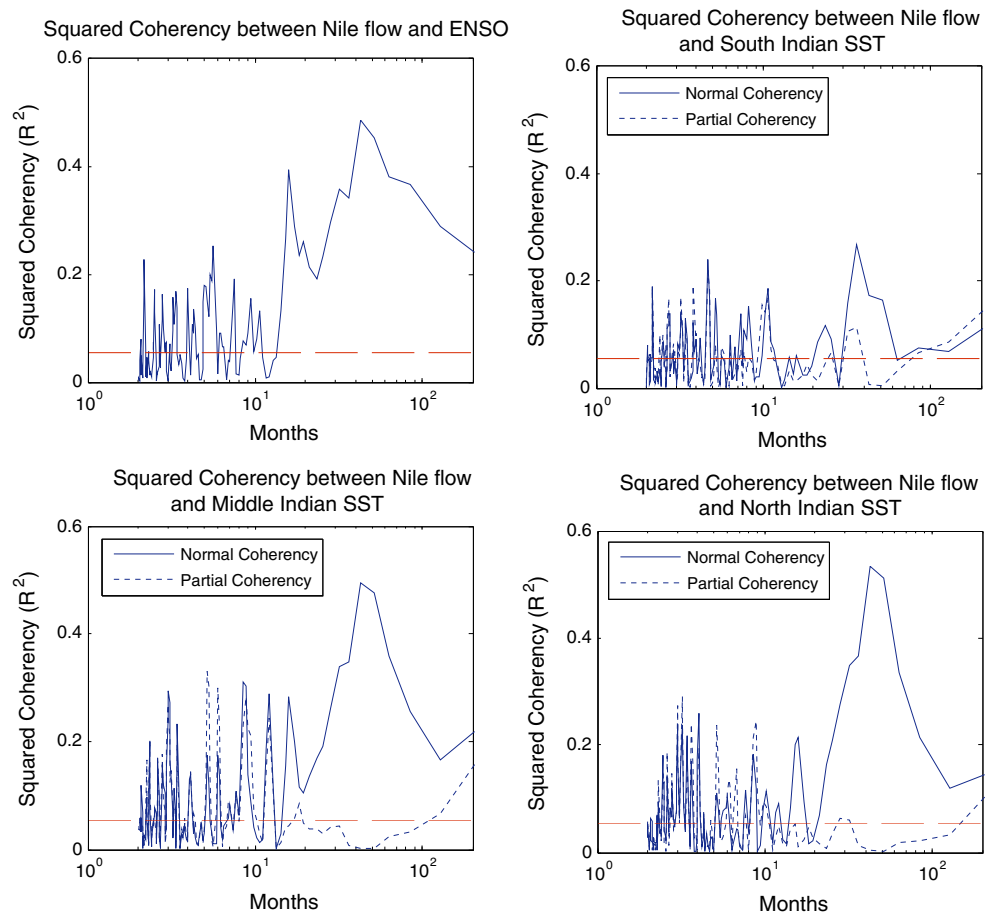 Squared Coherency between Nile flow and ENSO
0.6
0.4
0.2
0
Squared Coherency (R²)
10⁰
10¹
10²
Months
Squared Coherency between Nile flow
and South Indian SST
Normal Coherency
Partial Coherency
0.6
0.4
0.2
0
Squared Coherency (R²)
10⁰
10¹
10²
Months
Squared Coherency between Nile flow
and Middle Indian SST
Normal Coherency
Partial Coherency
0.6
0.4
0.2
0
Squared Coherency (R²)
10⁰
10¹
10²
Months
Squared Coherency between Nile flow
and North Indian SST
Normal Coherency
Partial Coherency
0.6
0.4
0.2
0
Squared Coherency (R²)
10⁰
10¹
10²
Months